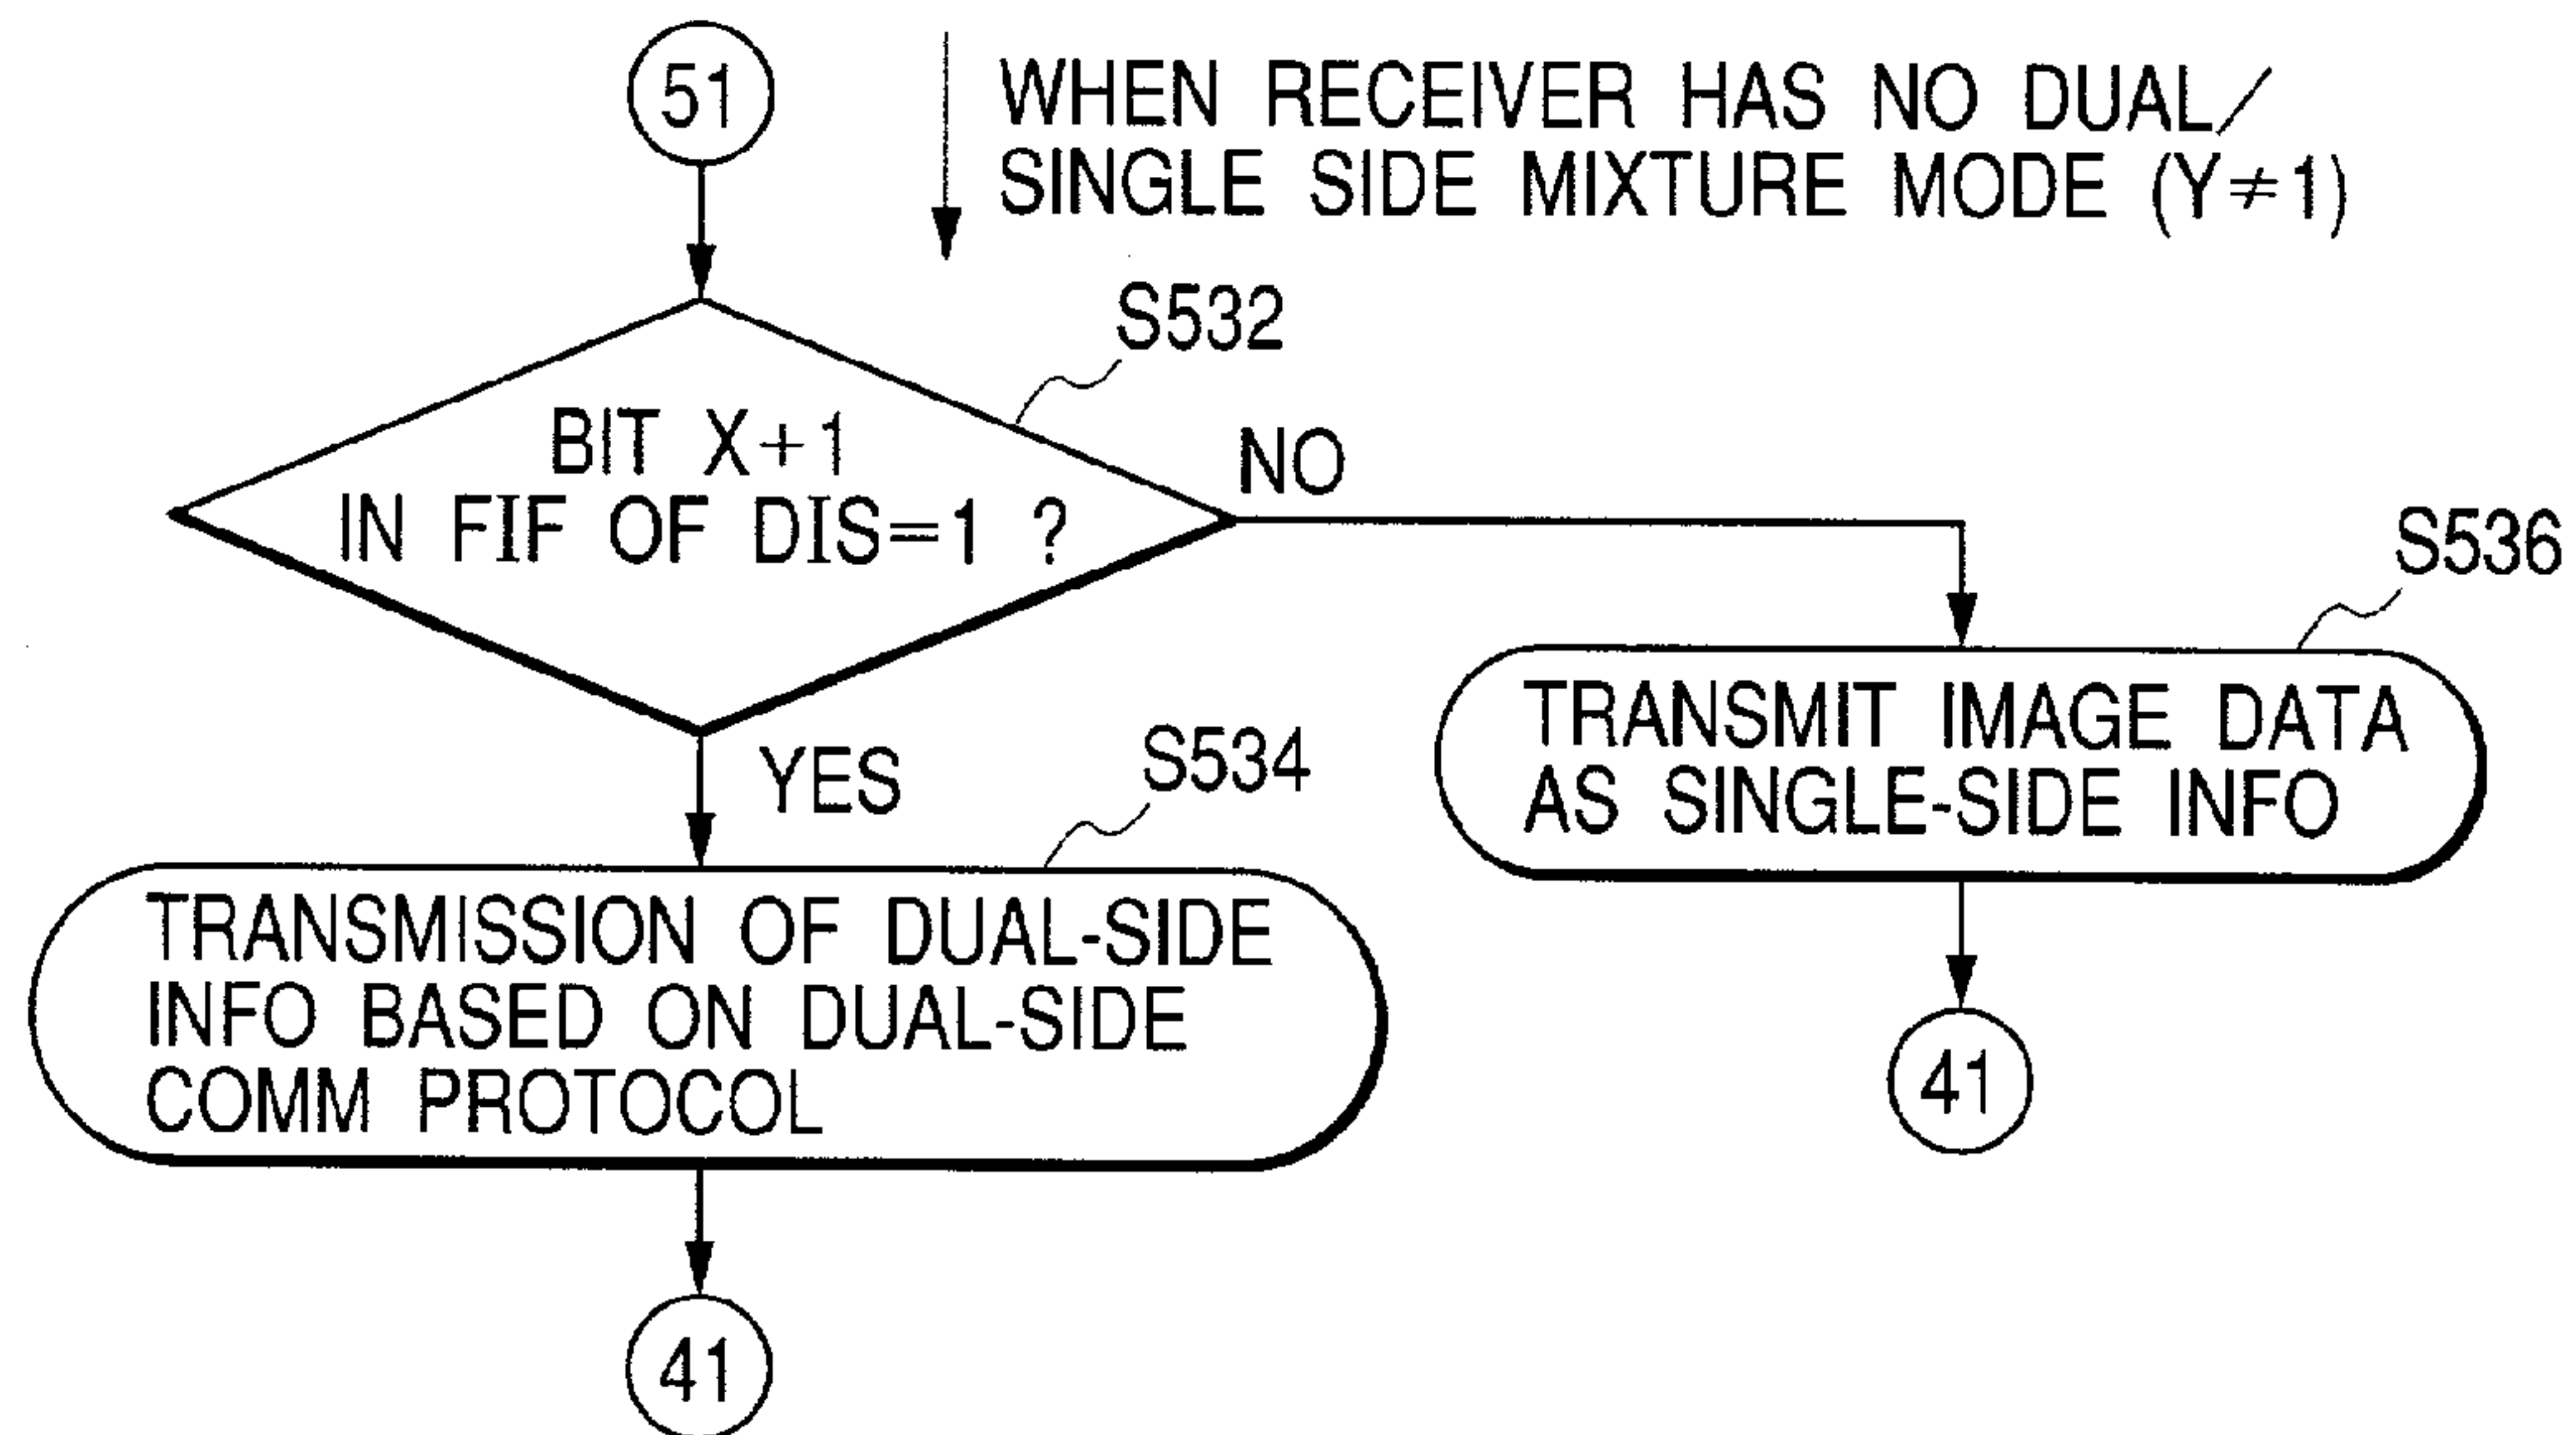 51
WHEN RECEIVER HAS NO DUAL/
SINGLE SIDE MIXTURE MODE (Y≠1)
S532
BIT X+1
IN FIF OF DIS=1 ?
NO
S536
TRANSMIT IMAGE DATA
AS SINGLE-SIDE INFO
41
YES
S534
TRANSMISSION OF DUAL-SIDE
INFO BASED ON DUAL-SIDE
COMM PROTOCOL
41